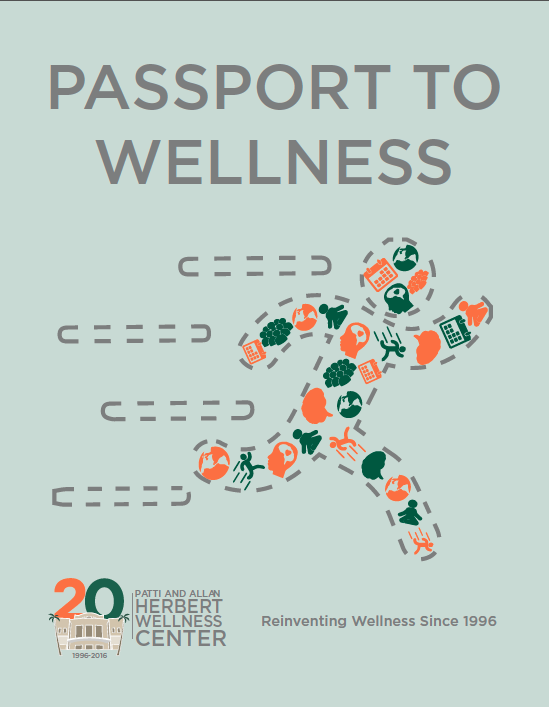 PASSPORT TO
WELLNESS
20
PATTI AND ALLAN
HERBERT
WELLNESS
CENTER
1996-2016
Reinventing Wellness Since 1996